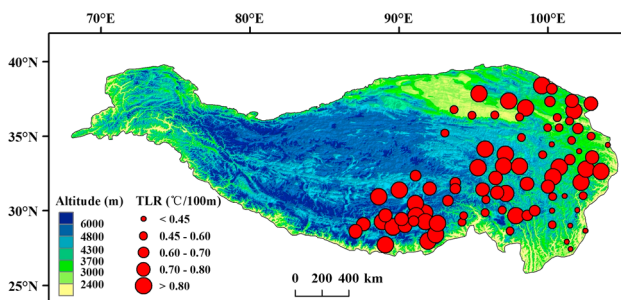 70°E 80°E 90°E 100°E
40°N
35°N
30°N
25°N
Altitude (m)
6000
4800
4300
3700
3000
2400
TLR (℃/100m)
< 0.45
0.45 - 0.60
0.60 - 0.70
0.70 - 0.80
> 0.80
0 200 400 km